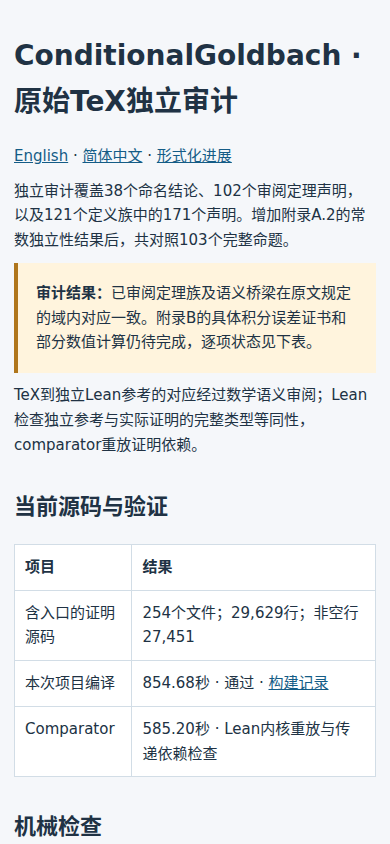 ConditionalGoldbach ·
原始TeX独立审计
English · 简体中文 · 形式化进展
独立审计覆盖38个命名结论、102个审阅定理声明，
以及121个定义族中的171个声明。增加附录A.2的常
数独立性结果后，共对照103个完整命题。
审计结果：已审阅定理族及语义桥梁在原文规定
的域内对应一致。附录B的具体积分误差证书和
部分数值计算仍待完成，逐项状态见下表。
TeX到独立Lean参考的对应经过数学语义审阅；Lean
检查独立参考与实际证明的完整类型等同性，
comparator重放证明依赖。
当前源码与验证
项目 结果
含入口的证明 254个文件；29,629行；非空行
源码 27,451
本次项目编译 854.68秒 · 通过 · 构建记录
Comparator 585.20秒 · Lean内核重放与传
递依赖检查
机械检查